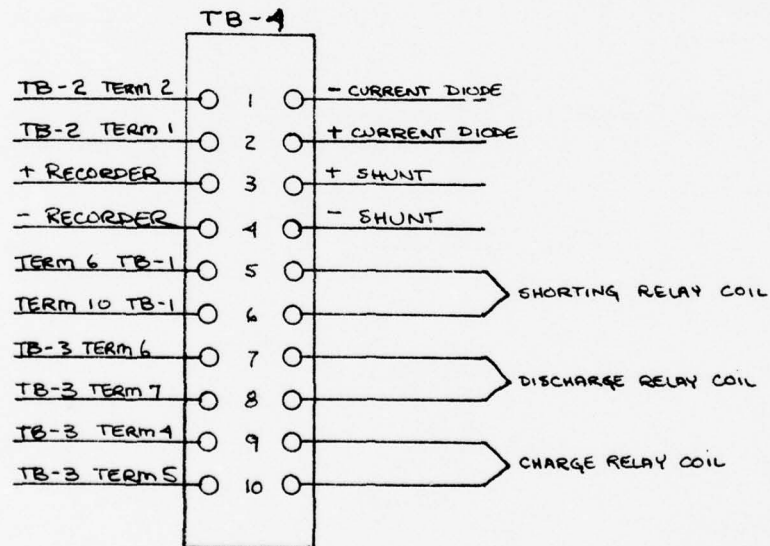 TB-4
TB-2 TERM 2 1 - CURRENT DIODE
TB-2 TERM 1 2 + CURRENT DIODE
+ RECORDER 3 + SHUNT
- RECORDER 4 - SHUNT
TERM 6 TB-1 5
SHORTING RELAY COIL
TERM 10 TB-1 6
TB-3 TERM 6 7
DISCHARGE RELAY COIL
TB-3 TERM 7 8
TB-3 TERM 4 9
CHARGE RELAY COIL
TB-3 TERM 5 10